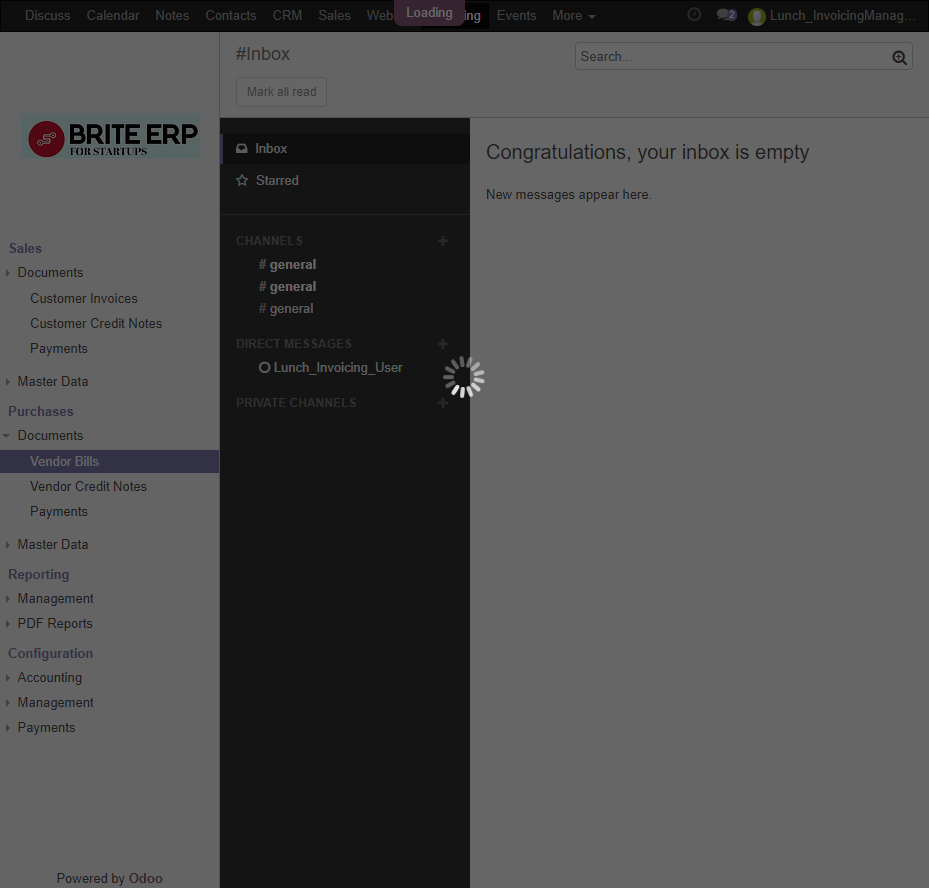 Discuss Calendar Notes Contacts CRM Sales Web Loading ing Events More 2 Lunch_InvoicingManag...
#Inbox
Search...
Mark all read
BRITE ERP
FOR STARTUPS
Sales
Documents
Customer Invoices
Customer Credit Notes
Payments
Master Data
Purchases
Documents
Vendor Bills
Vendor Credit Notes
Payments
Master Data
Reporting
Management
PDF Reports
Configuration
Accounting
Management
Payments
Powered by Odoo
Inbox
Starred
CHANNELS
# general
# general
# general
DIRECT MESSAGES
Lunch_Invoicing_User
PRIVATE CHANNELS
Congratulations, your inbox is empty
New messages appear here.